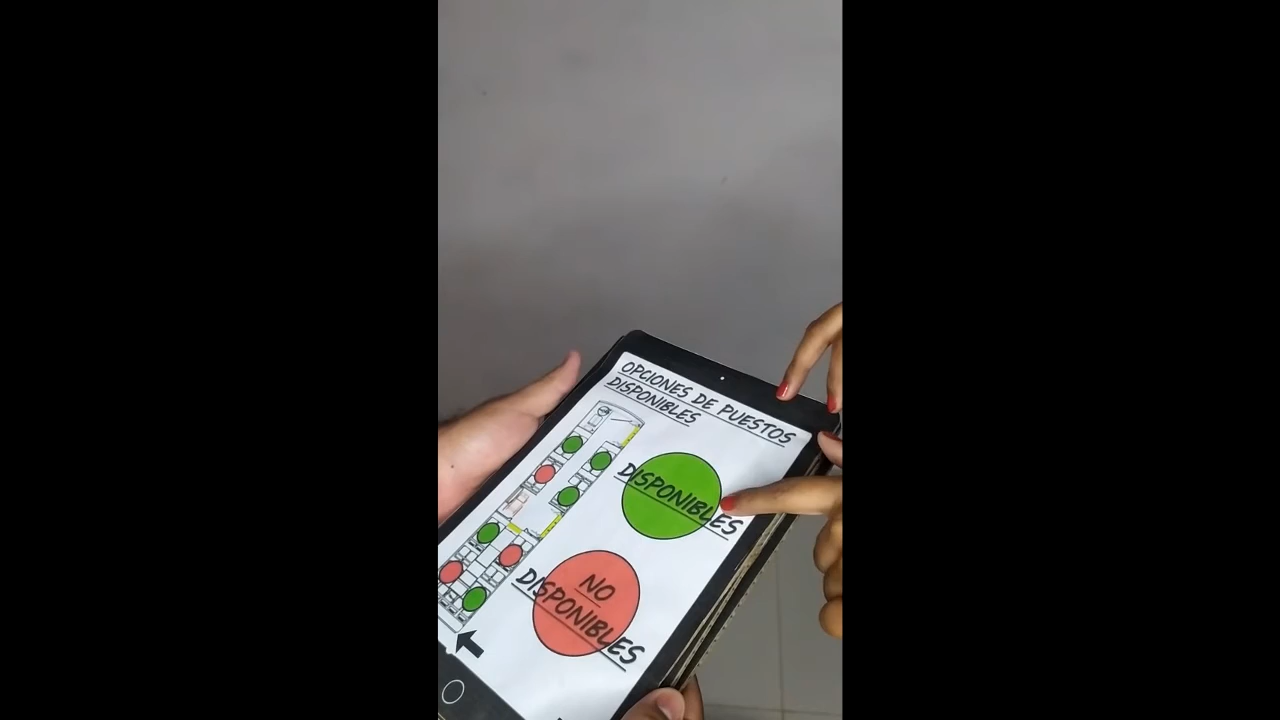 OPCIONES DE PUESTOS
DISPONIBLES
DISPONIBLES
NO
DISPONIBLES